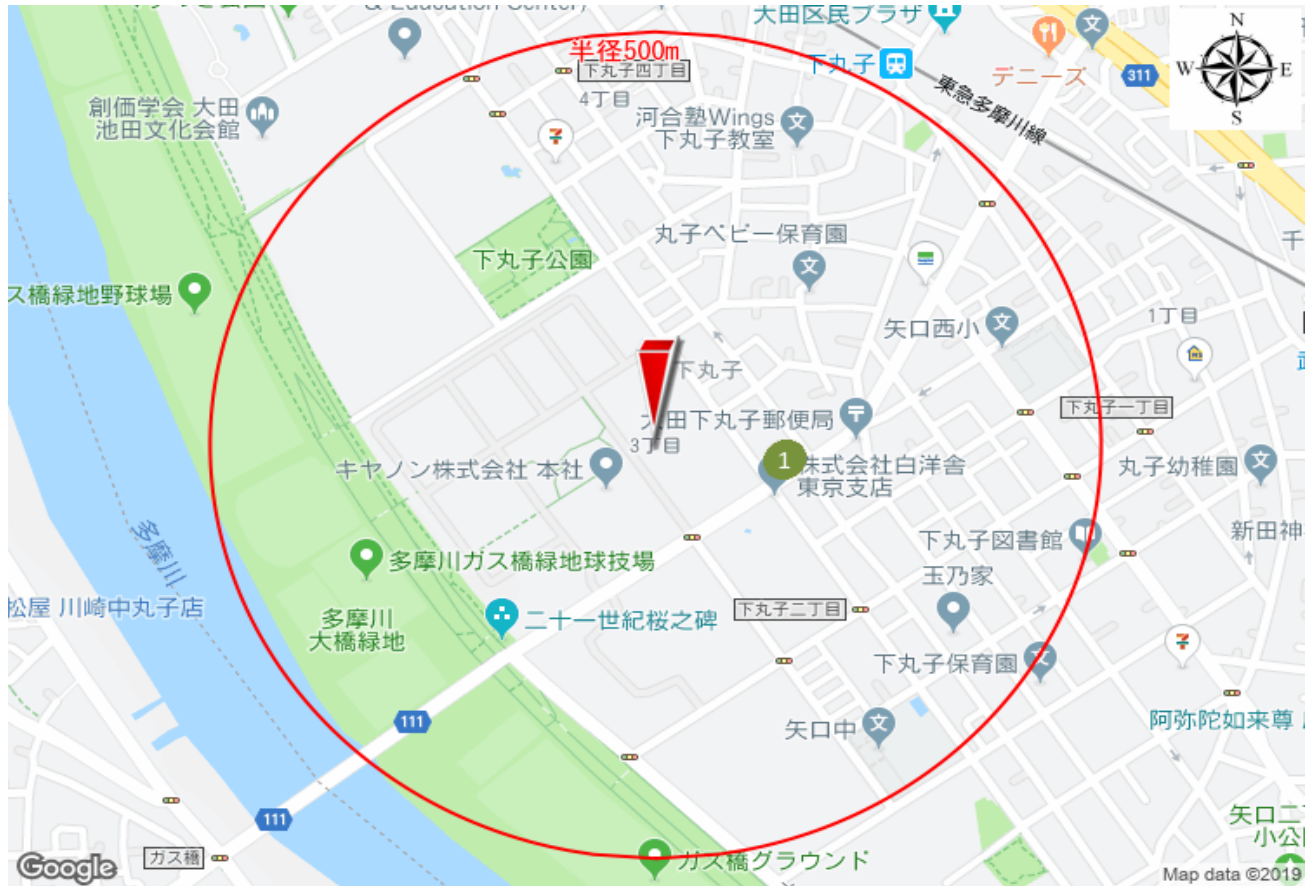 & Education Center)
大田区民プラザ
半径500m
下丸子四丁目
下丸子
デニーズ
311
N
W
E
S
4丁目
東急多摩川線
創価学会 大田
池田文化会館
河合塾Wings
下丸子教室
丸子ベビー保育園
下丸子公園
千
ス橋緑地野球場
矢口西小
1丁目
下丸子
下丸子一丁目
大田下丸子郵便局
3丁目
1
キヤノン株式会社 本社
株式会社白洋舎
東京支店
丸子幼稚園
下丸子図書館
新田神
多摩川
多摩川ガス橋緑地球技場
玉乃家
松屋 川崎中丸子店
多摩川
大橋緑地
二十一世紀桜之碑
下丸子二丁目
下丸子保育園
111
矢口中
阿弥陀如来尊
111
矢口二
小公
ガス橋
ガス橋グラウンド
Google
Map data ©2019